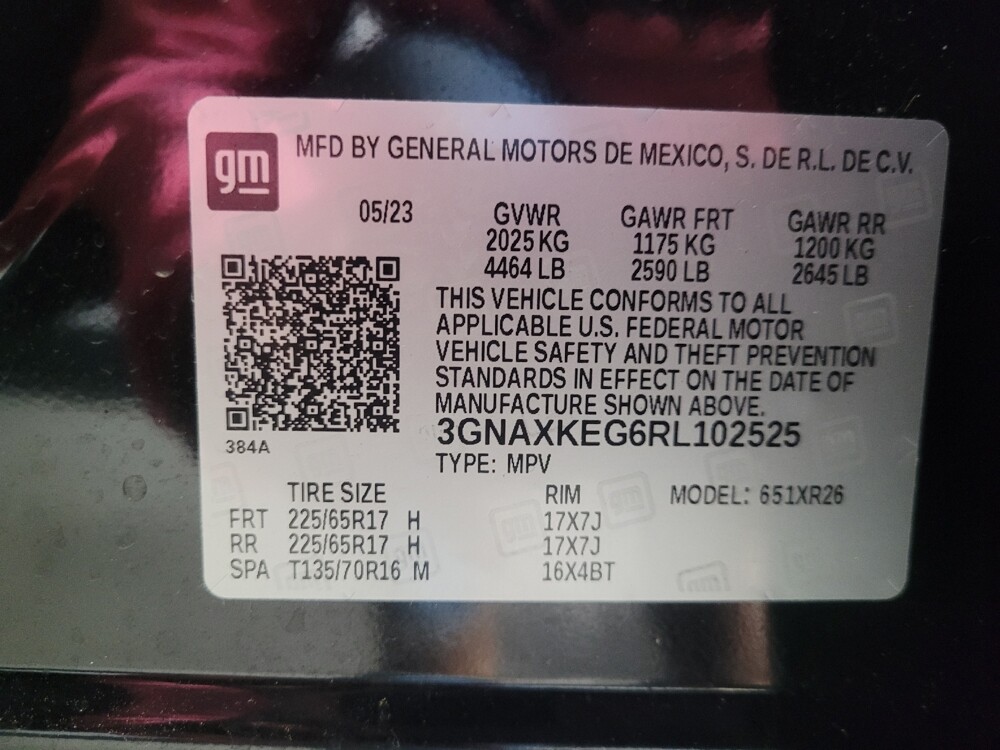 gm
MFD BY GENERAL MOTORS DE MEXICO, S. DE R.L. DE C.V.
05/23 GVWR GAWR FRT GAWR RR
2025 KG 1175 KG 1200 KG
4464 LB 2590 LB 2645 LB
THIS VEHICLE CONFORMS TO ALL
APPLICABLE U.S. FEDERAL MOTOR
VEHICLE SAFETY AND THEFT PREVENTION
STANDARDS IN EFFECT ON THE DATE OF
MANUFACTURE SHOWN ABOVE.
3GNAXKEG6RL102525
384A
TYPE: MPV
TIRE SIZE RIM MODEL: 651XR26
FRT 225/65R17 H 17X7J
RR 225/65R17 H 17X7J
SPA T135/70R16 M 16X4BT